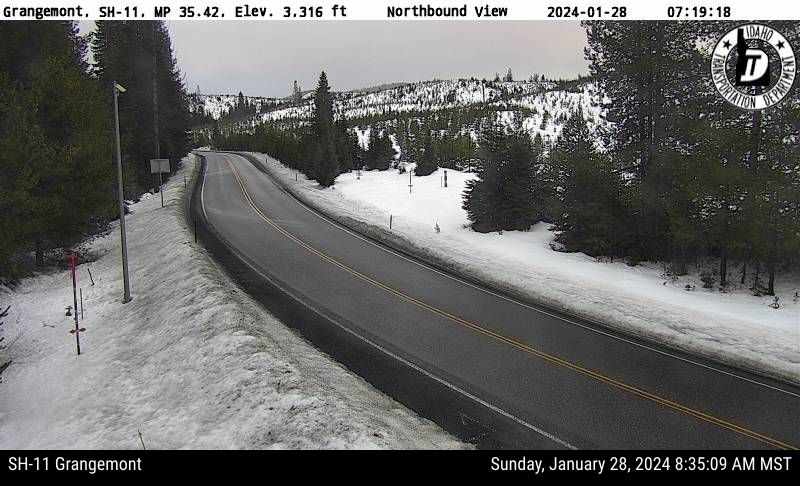 Grangemont, SH-11, MP 35.42, Elev. 3,316 ft Northbound View 2024-01-28 07:19:18
IDAHO
TRANSPORTATION DEPARTMENT
SH-11 Grangemont Sunday, January 28, 2024 8:35:09 AM MST